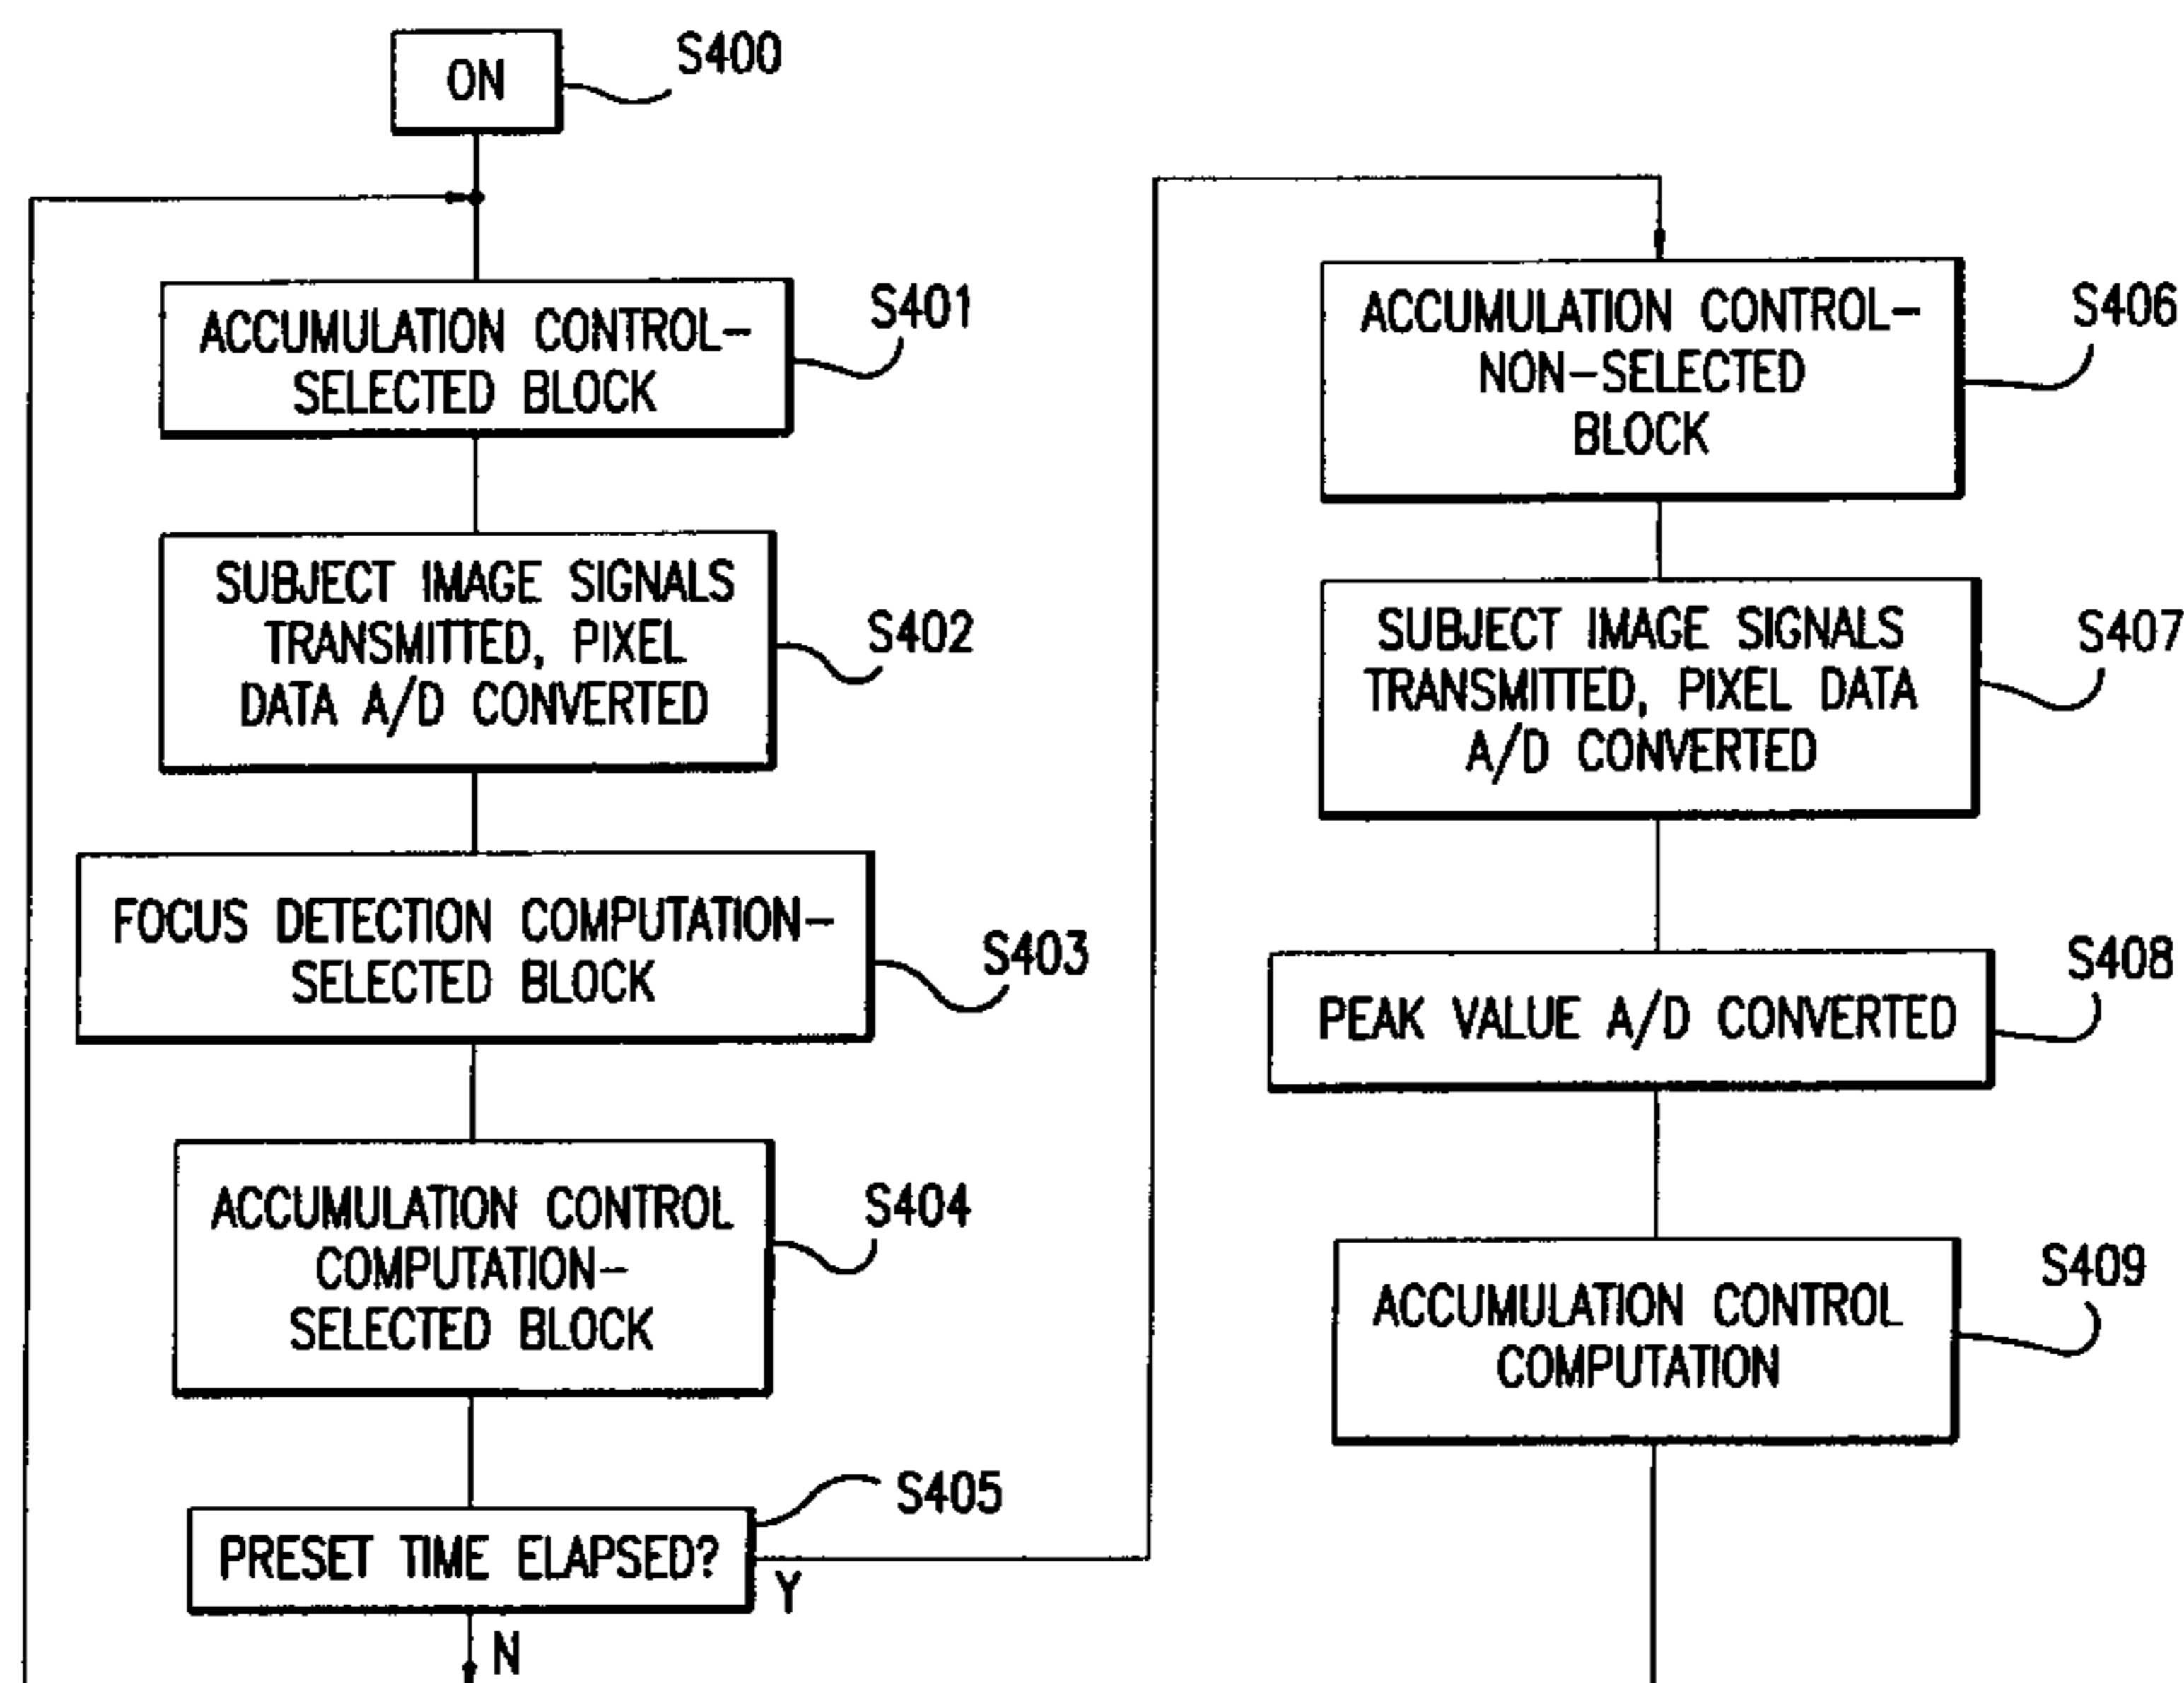 ON
S400
ACCUMULATION CONTROL-
SELECTED BLOCK
S401
SUBJECT IMAGE SIGNALS
TRANSMITTED, PIXEL
DATA A/D CONVERTED
S402
FOCUS DETECTION COMPUTATION-
SELECTED BLOCK
S403
ACCUMULATION CONTROL
COMPUTATION-
SELECTED BLOCK
S404
PRESET TIME ELAPSED?
S405
Y
N
ACCUMULATION CONTROL-
NON-SELECTED
BLOCK
S406
SUBJECT IMAGE SIGNALS
TRANSMITTED, PIXEL DATA
A/D CONVERTED
S407
PEAK VALUE A/D CONVERTED
S408
ACCUMULATION CONTROL
COMPUTATION
S409